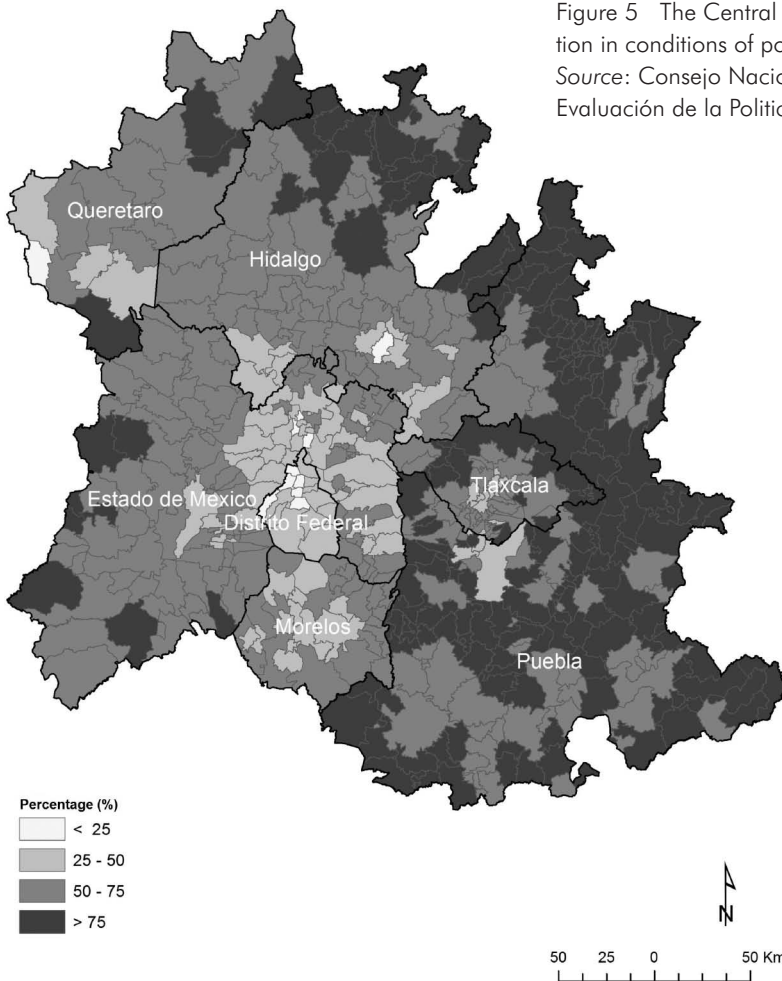 Figure 5 The Central
tion in conditions of po
Source: Consejo Nacio
Evaluación de la Politic
Queretaro
Hidalgo
Tlaxcala
Estado de Mexico
Distrito Federal
Morelos
Puebla
Percentage (%)
< 25
25 - 50
50 - 75
> 75
N
50 25 0 50 Km